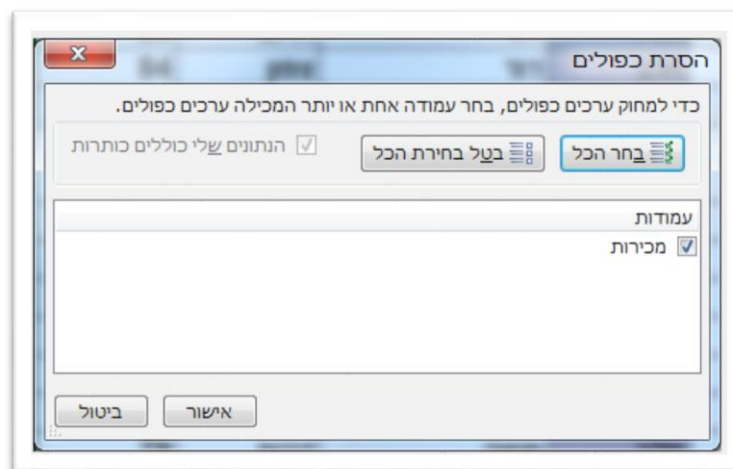 הסרת כפולים
כדי למחוק ערכים כפולים, בחר עמודה אחת או יותר המכילה ערכים כפולים.
בחר הכל
בטל בחירת הכל
הנתונים שלי כוללים כותרות
עמודות
מכירות
אישור
ביטול